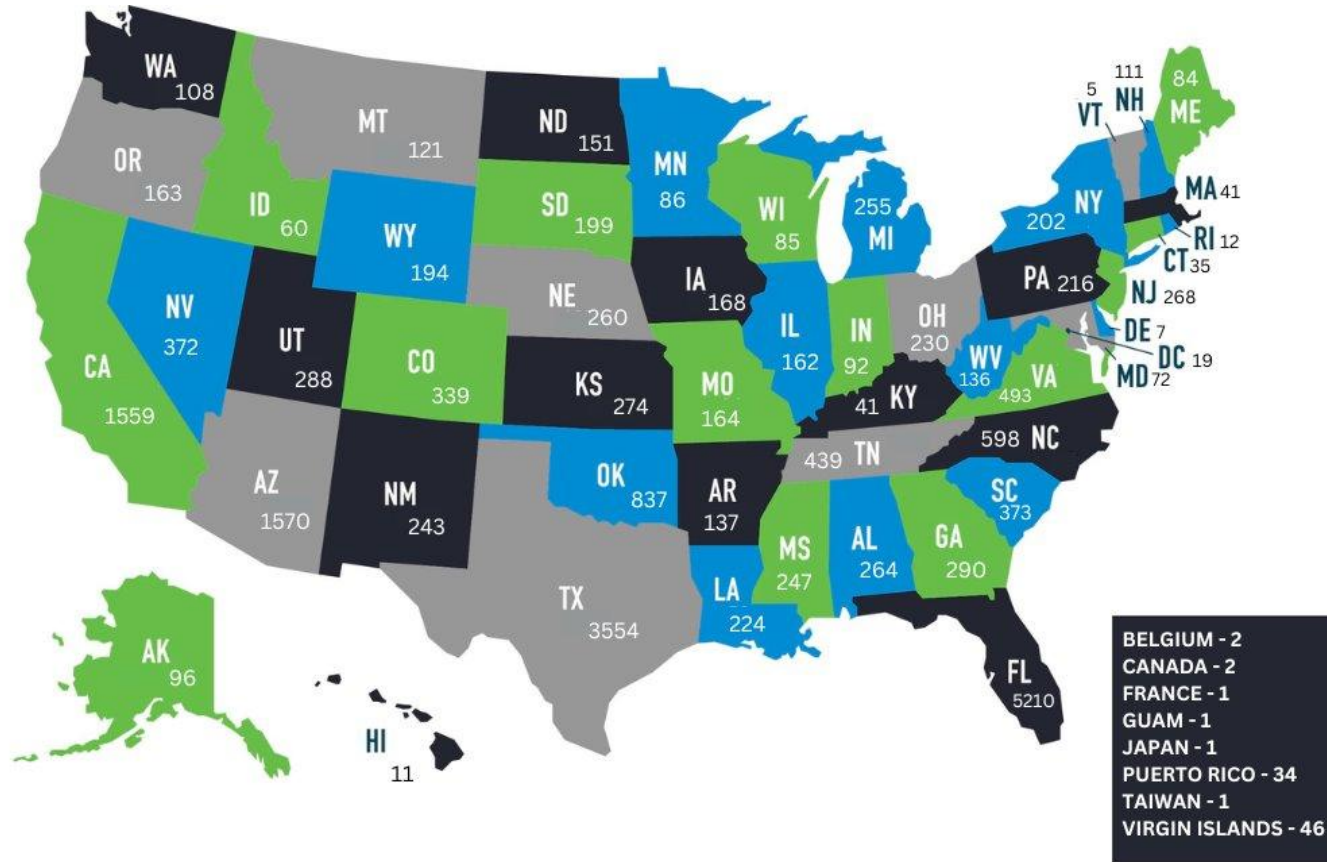 WA
108
OR
163
CA
1559
NV
372
ID
60
MT
121
WY
194
UT
288
AZ
1570
CO
339
NM
243
ND
151
SD
199
NE
260
KS
274
OK
837
TX
3554
MN
86
IA
168
MO
164
AR
137
LA
224
WI
85
IL
162
MS
247
255
MI
IN
92
OH
230
41 KY
439 TN
AL
264
GA
290
FL
5210
SC
373
598 NC
WV
136
VA
493
PA 216
NY
202
5
VT
111
NH
84
ME
MA 41
RI 12
CT 35
NJ 268
DE 7
DC 19
MD 72
AK
96
HI
11
BELGIUM - 2
CANADA - 2
FRANCE - 1
GUAM - 1
JAPAN - 1
PUERTO RICO - 34
TAIWAN - 1
VIRGIN ISLANDS - 46